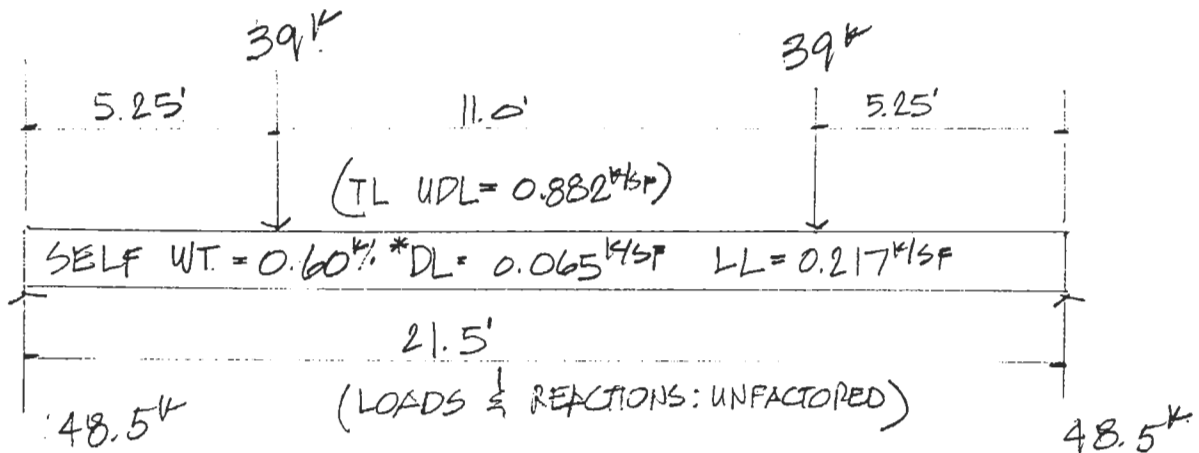 39ᵏ 39ᵏ
5.25' 11.0' 5.25'
(TL UDL= 0.882ᵏ/SF)
SELF WT. = 0.60ᵏ/' *DL= 0.065ᵏ/SF LL=0.217ᵏ/SF
21.5'
48.5ᵏ (LOADS & REACTIONS: UNFACTORED) 48.5ᵏ